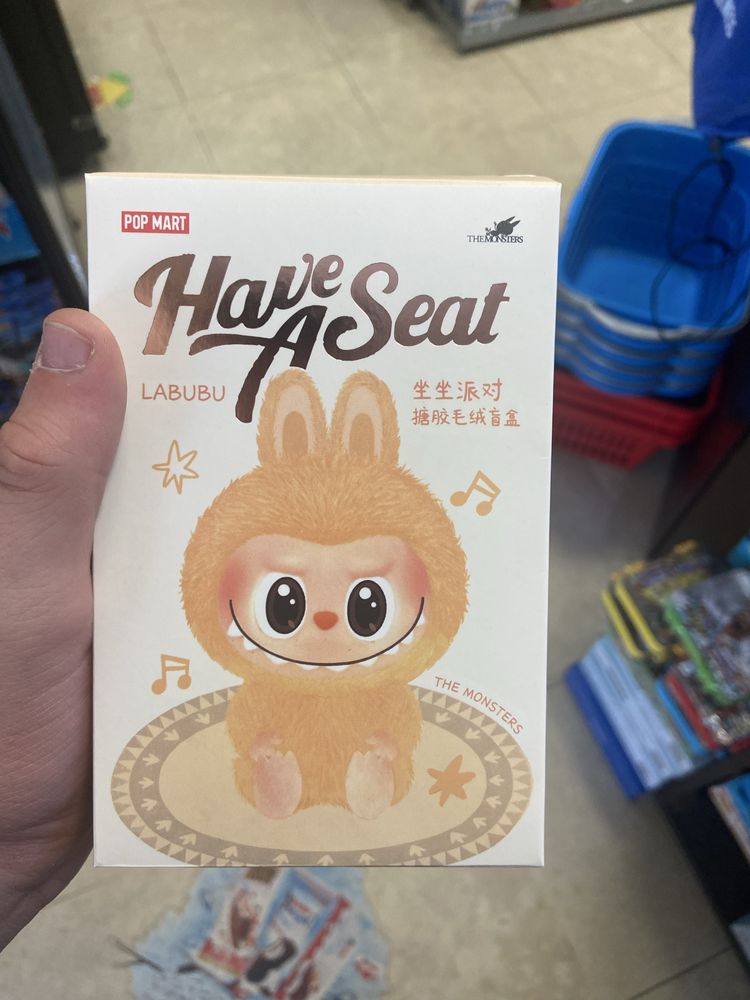 POP MART
THE MONSTERS
Have
A Seat
LABUBU
坐坐派对
搪胶毛绒盲盒
THE MONSTERS